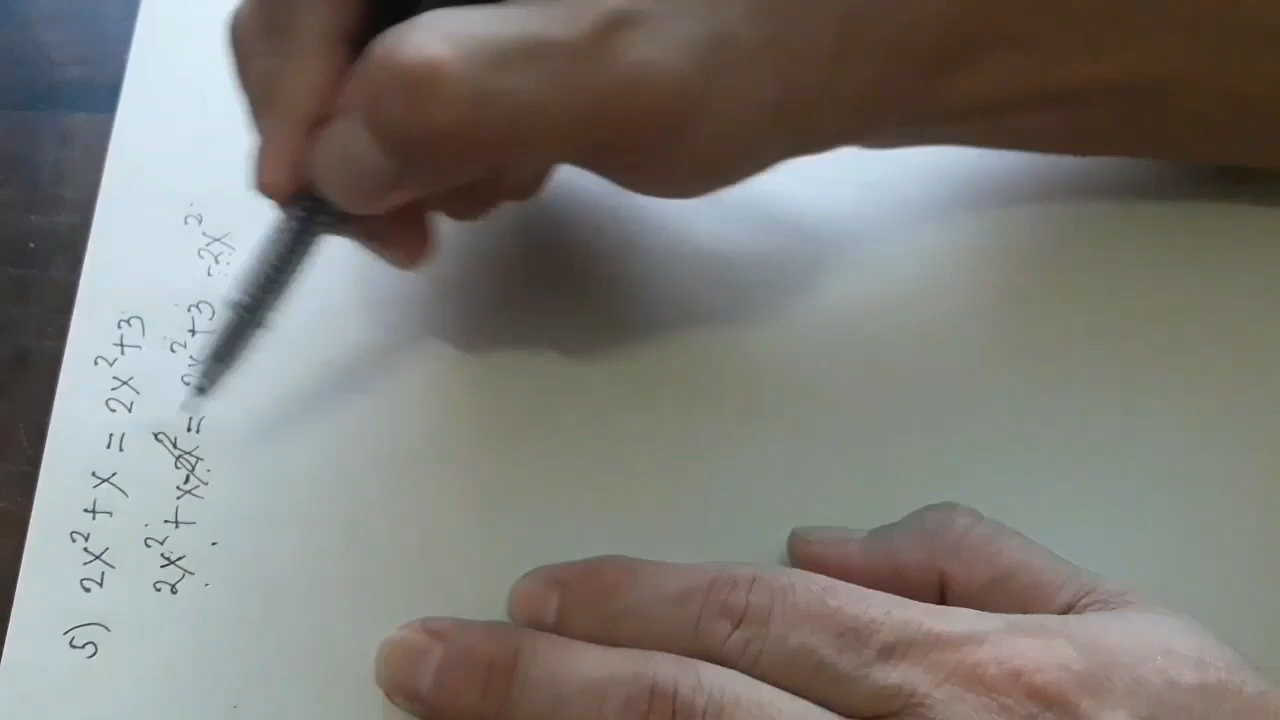 5) 2x² + x = 2x² + 3
2x² + x - 2x² = 2x² + 3 - 2x²